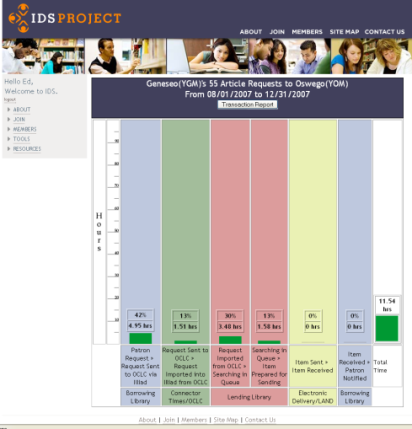 IDS PROJECT
ABOUT JOIN MEMBERS SITE MAP CONTACT US
Hello Ed,
Welcome to IDS,
ABOUT
JOIN
MEMBERS
TOOLS
RESOURCES
Geneseo(YGM)'s 55 Article Requests to Oswego(YOM)
From 08/01/2007 to 12/31/2007
Transaction Report
Hours
42% 13% 30% 13% 0% 0%
4.95 hrs 1.51 hrs 3.48 hrs 1.58 hrs 0 hrs 0 hrs
11.54
hrs
Patron
Request >
Request Sent
to OCLC via
Illiad
Request Sent to
OCLC >
Request
Imported into
Illiad from OCLC
Request
Imported
from OCLC >
Searching in
Queue
Searching in
Queue >
Item
Prepared for
Item Sent >
Item Received
Item
Received >
Patron
Notified
Total
Time
Borrowing
Library
Connector
Times/OCLC
Lending Library
Electronic
Delivery/LAND
Borrowing
Library
About | Join | Members | Site Map | Contact Us